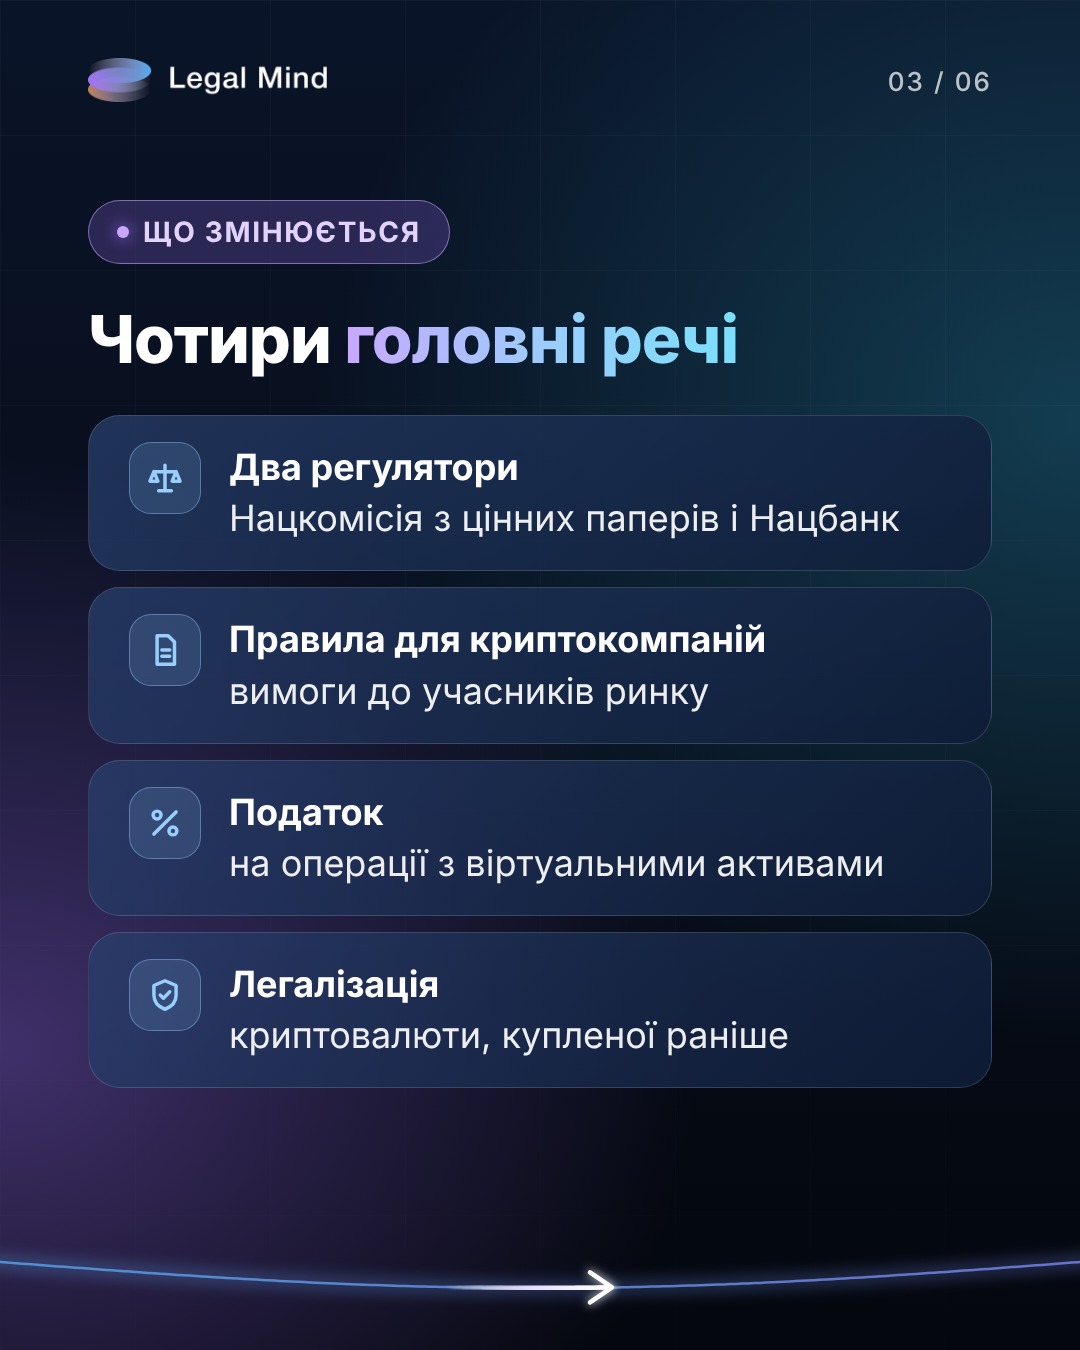 Legal Mind
03 / 06
ЩО ЗМІНЮЄТЬСЯ
Чотири головні речі
Два регулятори
Нацкомісія з цінних паперів і Нацбанк
Правила для криптокомпаній
вимоги до учасників ринку
Податок
на операції з віртуальними активами
Легалізація
криптовалюти, купленої раніше